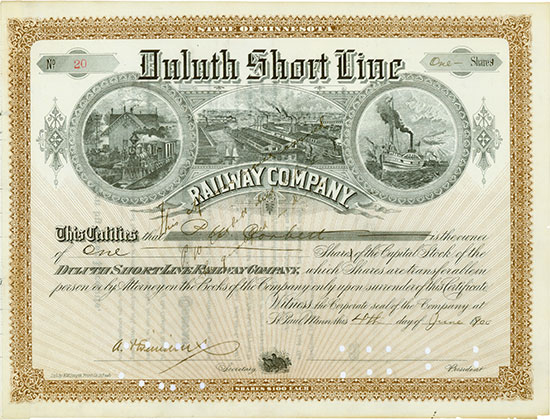 STATE OF MINNESOTA
Nº 20
One Shares
Duluth Short Line
RAILWAY COMPANY.
This Certifies that is the owner
of One Shares of the Capital Stock of the
DULUTH SHORT LINE RAILWAY COMPANY, which Shares are transferable in
person or by Attorney on the Books of the Company only upon surrender of this Certificate.
Witness the Corporate seal of the Company at
St Paul Minn. this 4th day of June 1900
Secretary President
SHARES $100 EACH